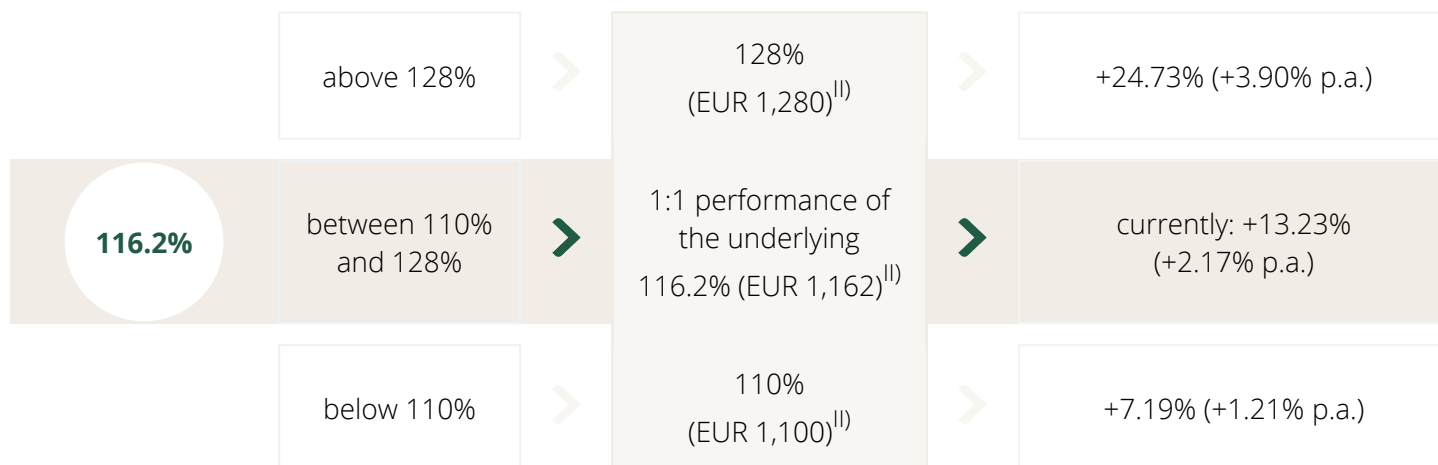 above 128%
128%
(EUR 1,280)II)
+24.73% (+3.90% p.a.)
116.2%
between 110%
and 128%
1:1 performance of
the underlying
116.2% (EUR 1,162)II)
currently: +13.23%
(+2.17% p.a.)
below 110%
110%
(EUR 1,100)II)
+7.19% (+1.21% p.a.)